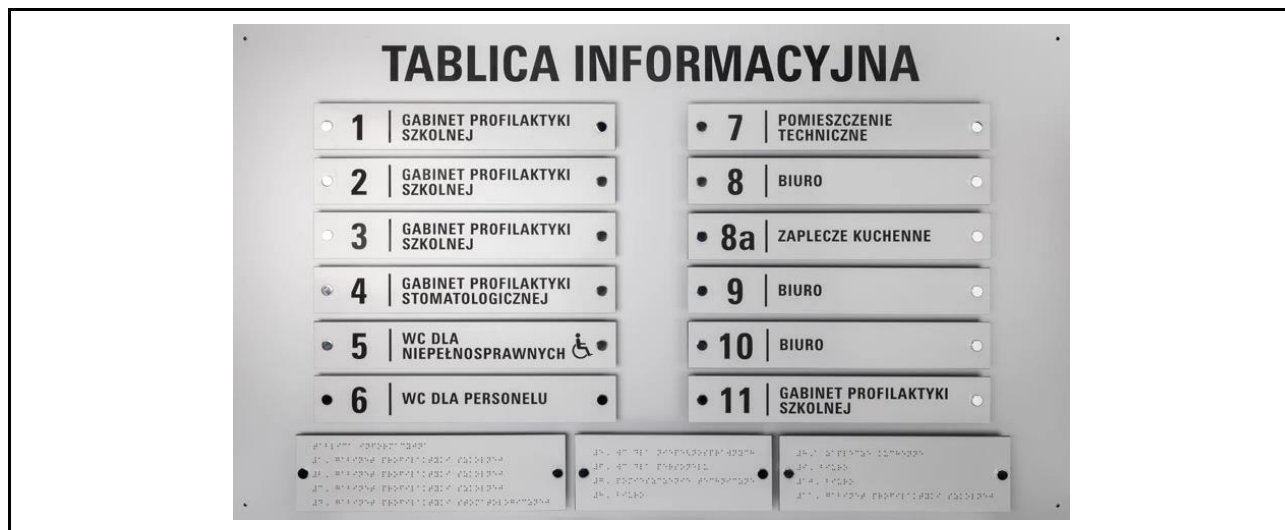 TABLICA INFORMACYJNA
1 GABINET PROFILAKTYKI
SZKOLNEJ
2 GABINET PROFILAKTYKI
SZKOLNEJ
3 GABINET PROFILAKTYKI
SZKOLNEJ
4 GABINET PROFILAKTYKI
STOMATOLOGICZNEJ
5 WC DLA
NIEPEŁNOSPRAWNYCH
6 WC DLA PERSONELU
7 POMIESZCZENIE
TECHNICZNE
8 BIURO
8a ZAPLECZE KUCHENNE
9 BIURO
10 BIURO
11 GABINET PROFILAKTYKI
SZKOLNEJ